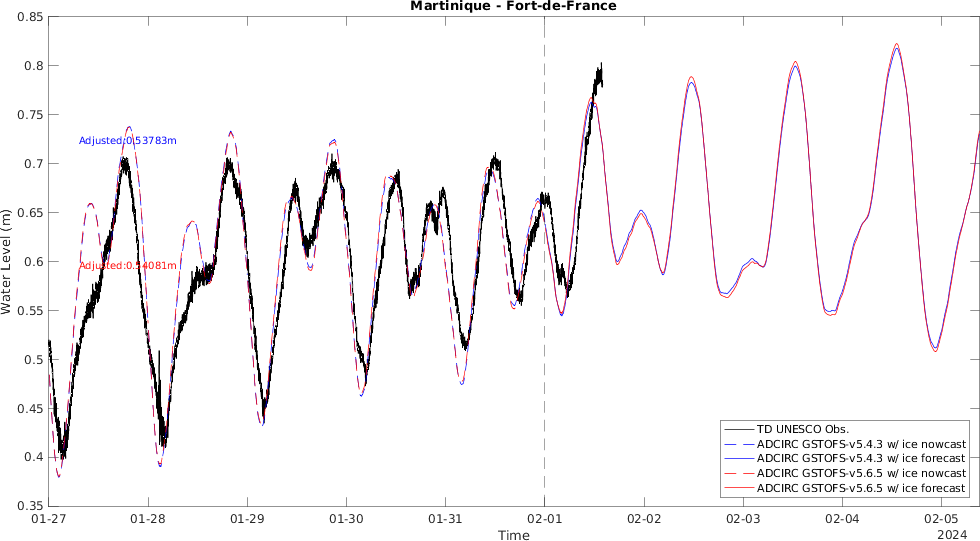 Martinique - Fort-de-France
0.85
0.8
0.75
0.7
0.65
0.6
0.55
0.5
0.45
0.4
0.35
Water Level (m)
Adjusted:0.53783m
Adjusted:0.54081m
TD UNESCO Obs.
ADCIRC GSTOFS-v5.4.3 w/ ice nowcast
ADCIRC GSTOFS-v5.4.3 w/ ice forecast
ADCIRC GSTOFS-v5.6.5 w/ ice nowcast
ADCIRC GSTOFS-v5.6.5 w/ ice forecast
01-27 01-28 01-29 01-30 01-31 02-01 02-02 02-03 02-04 02-05
Time
2024